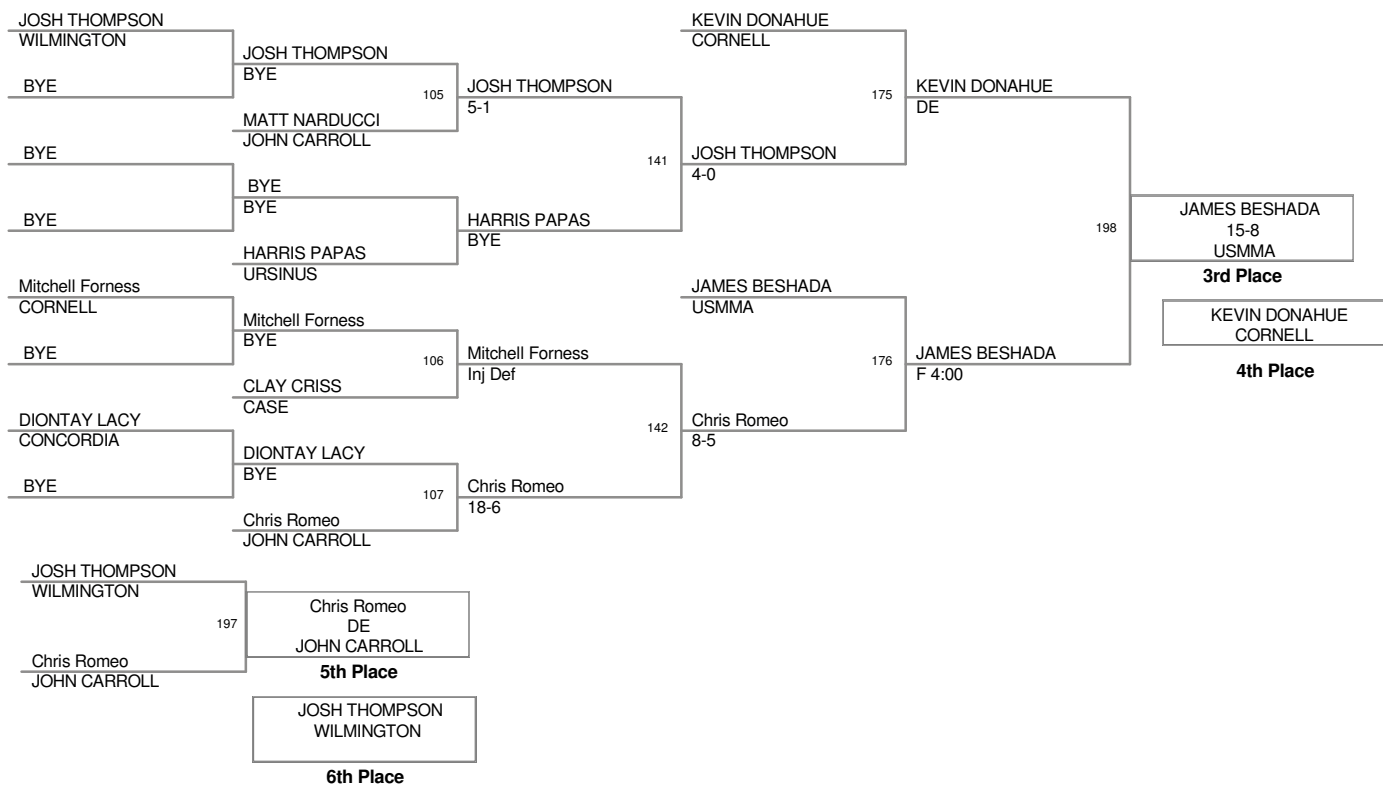 JOSH THOMPSON
WILMINGTON
BYE
BYE
BYE
Mitchell Forness
CORNELL
BYE
DIONTAY LACY
CONCORDIA
BYE
JOSH THOMPSON
BYE
105
MATT NARDUCCI
JOHN CARROLL
BYE
BYE
HARRIS PAPAS
URSINUS
Mitchell Forness
BYE
106
CLAY CRISS
CASE
DIONTAY LACY
BYE
107
Chris Romeo
JOHN CARROLL
JOSH THOMPSON
5-1
141
HARRIS PAPAS
BYE
Mitchell Forness
Inj Def
142
Chris Romeo
18-6
KEVIN DONAHUE
CORNELL
175
JOSH THOMPSON
4-0
JAMES BESHADA
USMMA
176
Chris Romeo
8-5
KEVIN DONAHUE
DE
198
JAMES BESHADA
F 4:00
JAMES BESHADA
15-8
USMMA
3rd Place
KEVIN DONAHUE
CORNELL
4th Place
JOSH THOMPSON
WILMINGTON
197
Chris Romeo
JOHN CARROLL
Chris Romeo
DE
JOHN CARROLL
5th Place
JOSH THOMPSON
WILMINGTON
6th Place